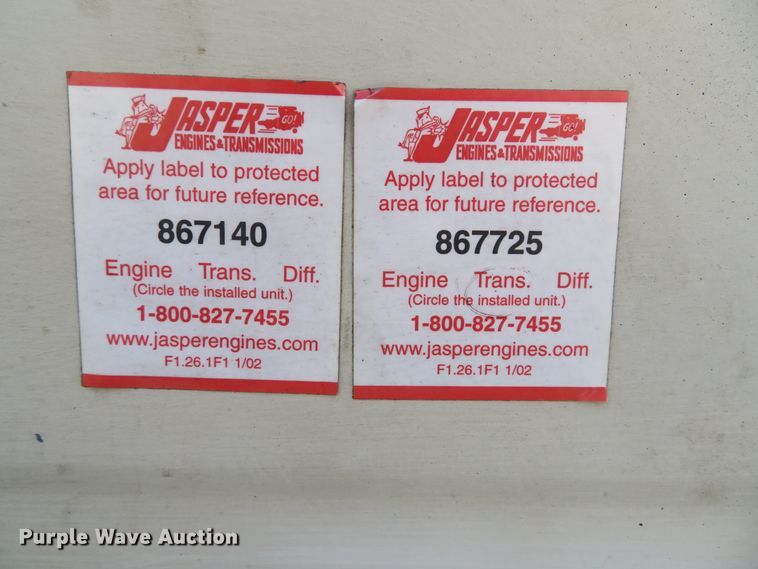 JASPER GO!
ENGINES & TRANSMISSIONS
Apply label to protected
area for future reference.
867140
Engine Trans. Diff.
(Circle the installed unit.)
1-800-827-7455
www.jasperengines.com
F1.26.1F1 1/02
JASPER GO!
ENGINES & TRANSMISSIONS
Apply label to protected
area for future reference.
867725
Engine Trans. Diff.
(Circle the installed unit.)
1-800-827-7455
www.jasperengines.com
F1.26.1F1 1/02
Purple Wave Auction